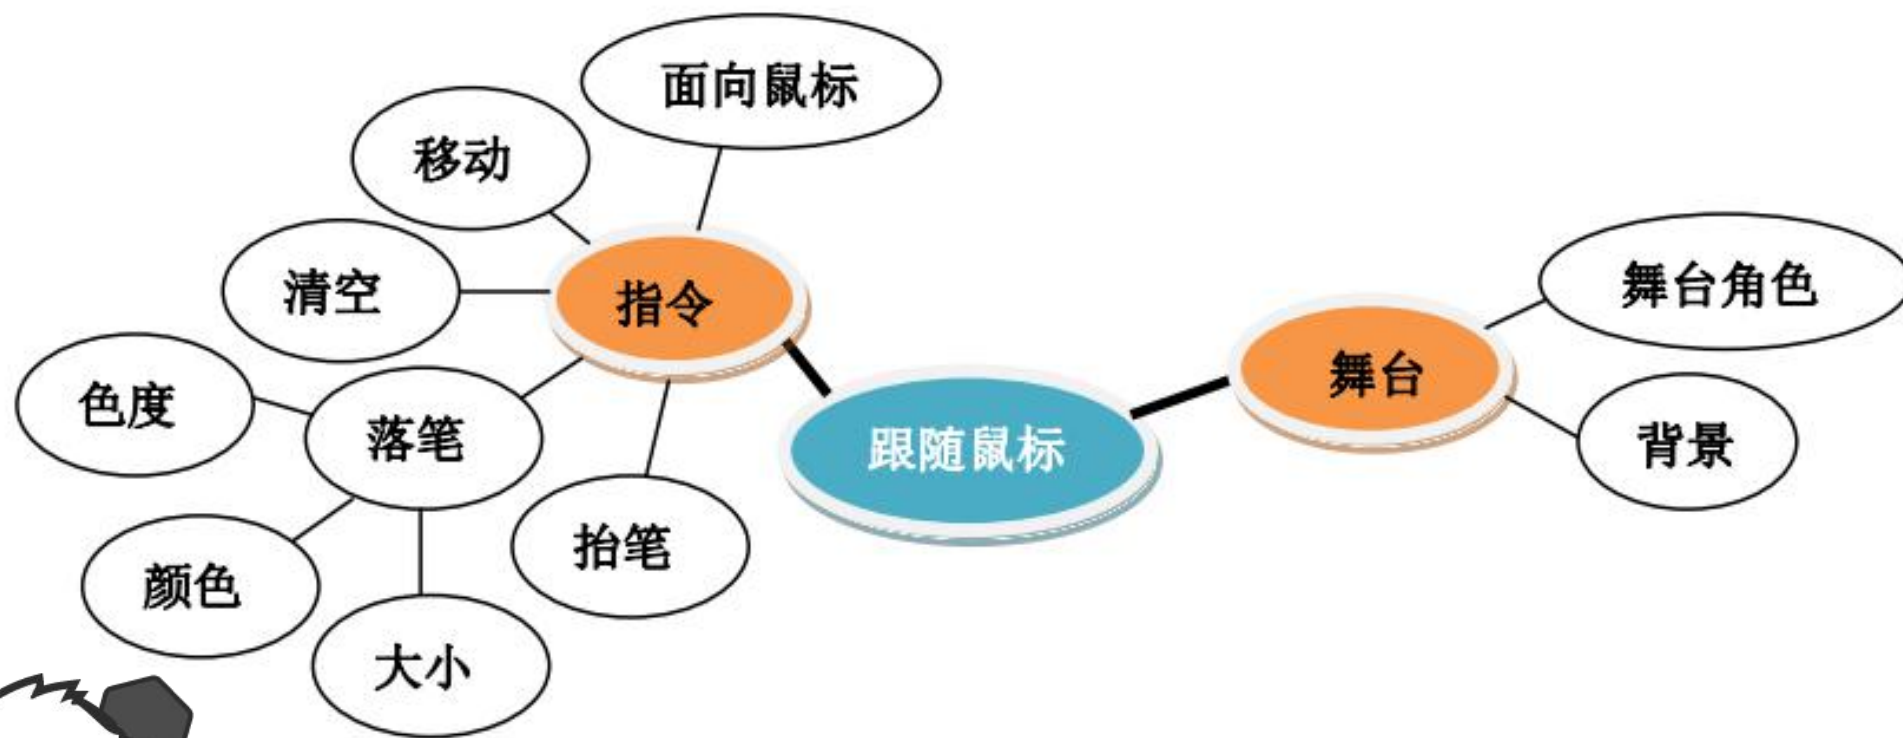 面向鼠标
移动
清空
指令
色度
落笔
颜色
大小
抬笔
跟随鼠标
舞台
舞台角色
背景